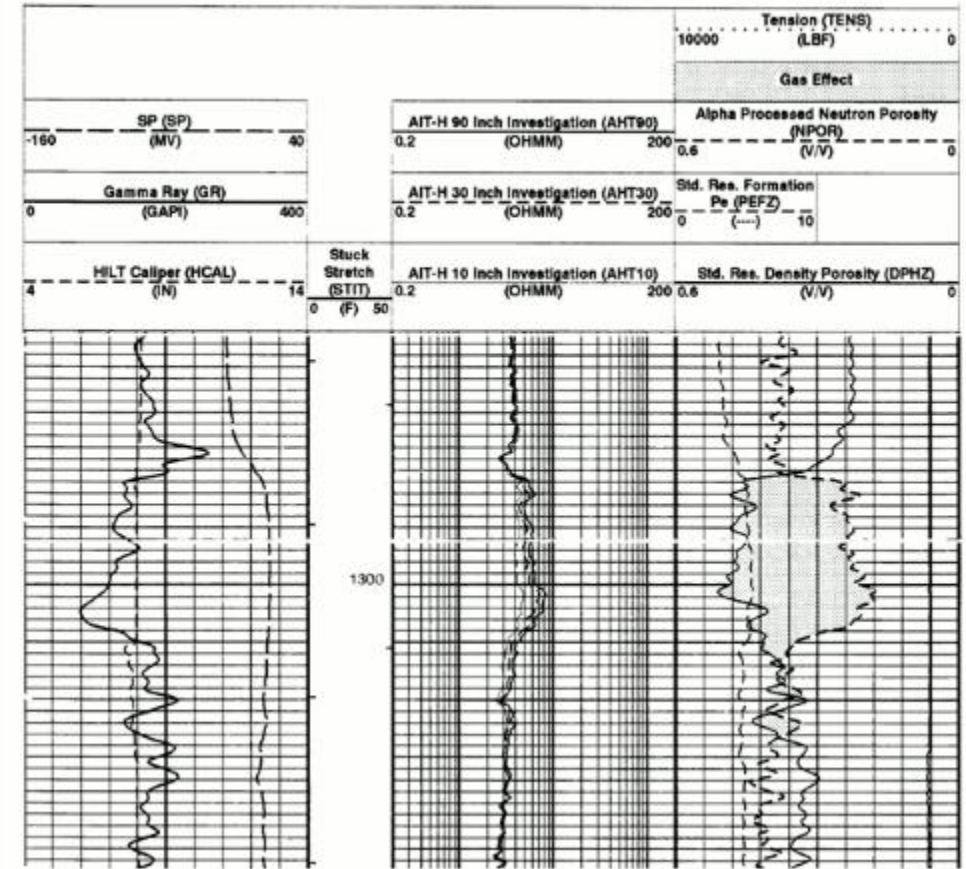 Tension (TENS)
10000 (LBF) 0
Gas Effect
SP (SP)
-160 (MV) 40
AIT-H 90 Inch Investigation (AHT90)
0.2 (OHMM) 200
Alpha Processed Neutron Porosity
(NPOR)
0.6 (V/V) 0
Gamma Ray (GR)
0 (GAPI) 400
AIT-H 30 Inch Investigation (AHT30)
0.2 (OHMM) 200
Std. Res. Formation
Pe (PEFZ)
0 (----) 10
HILT Caliper (HCAL)
4 (IN) 14
Stuck
Stretch
(STIT)
0 (F) 50
AIT-H 10 Inch Investigation (AHT10)
0.2 (OHMM) 200
Std. Res. Density Porosity (DPHZ)
0.6 (V/V) 0
1300